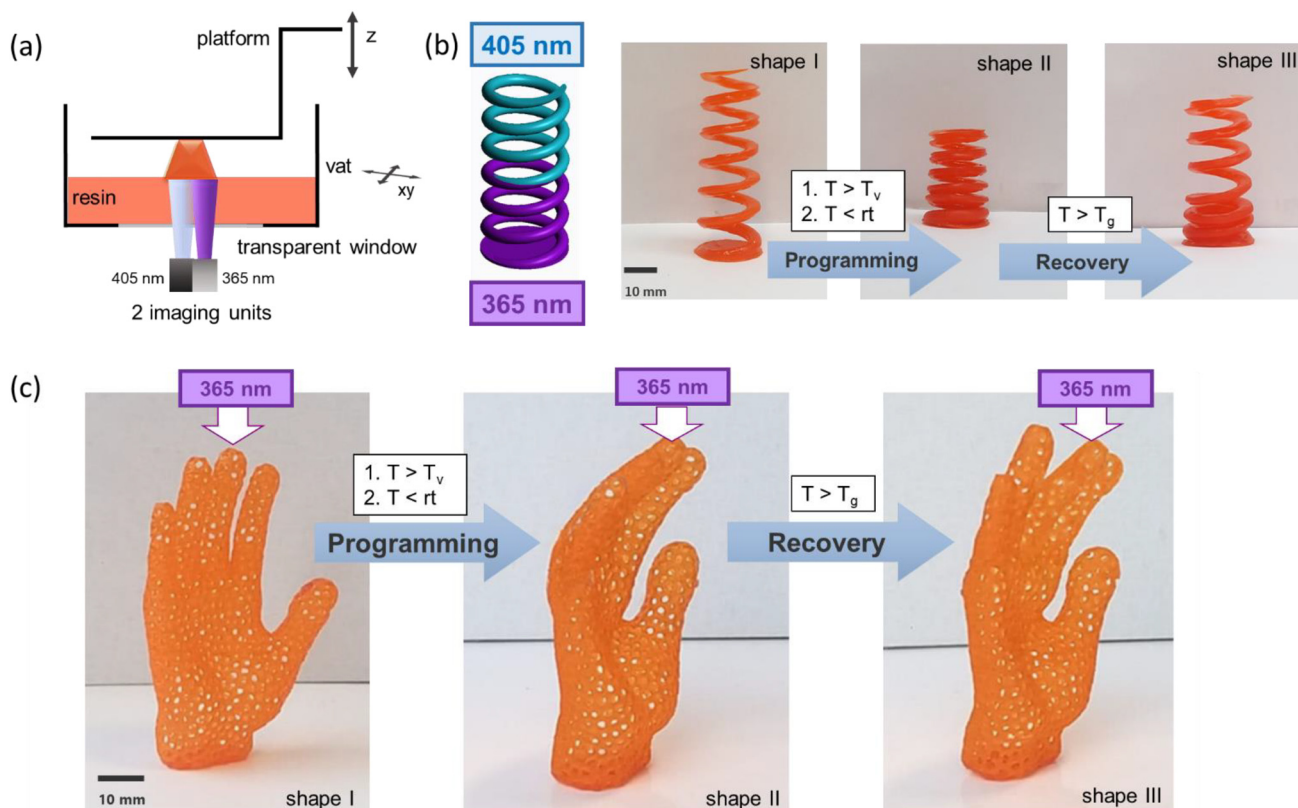 (a)
platform
z
vat
xy
resin
transparent window
405 nm
365 nm
2 imaging units
(b)
405 nm
365 nm
shape I
10 mm
1. T > Tv
2. T < rt
Programming
shape II
T > Tg
Recovery
shape III
(c)
365 nm
10 mm
shape I
1. T > Tv
2. T < rt
Programming
365 nm
shape II
T > Tg
Recovery
365 nm
shape III